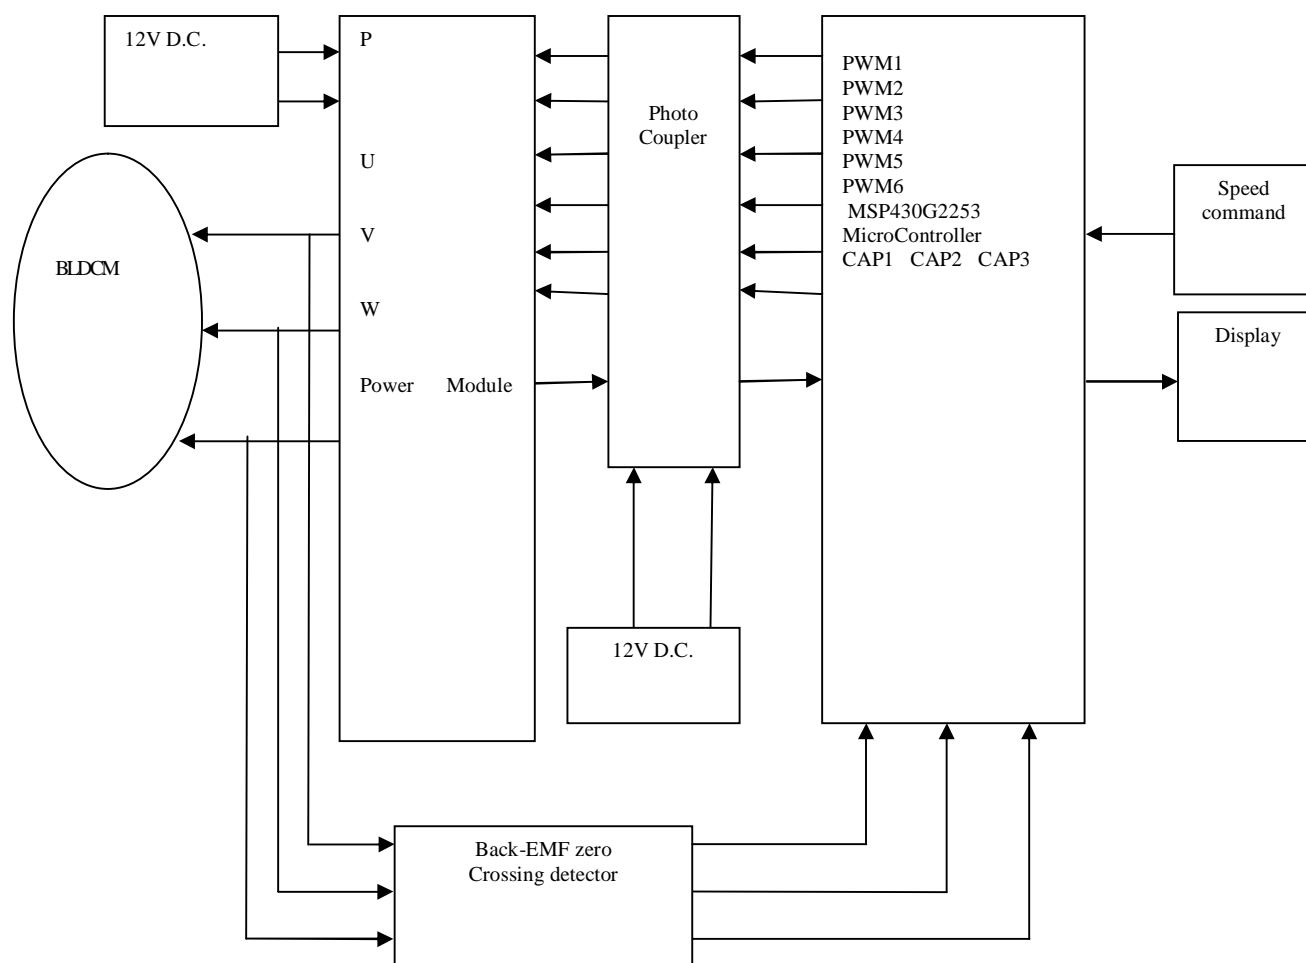 12V D.C.
P
U
V
W
Power Module
Photo
Coupler
PWM1
PWM2
PWM3
PWM4
PWM5
PWM6
MSP430G2253
MicroController
CAP1 CAP2 CAP3
Speed
command
Display
BLDCM
12V D.C.
Back-EMF zero
Crossing detector